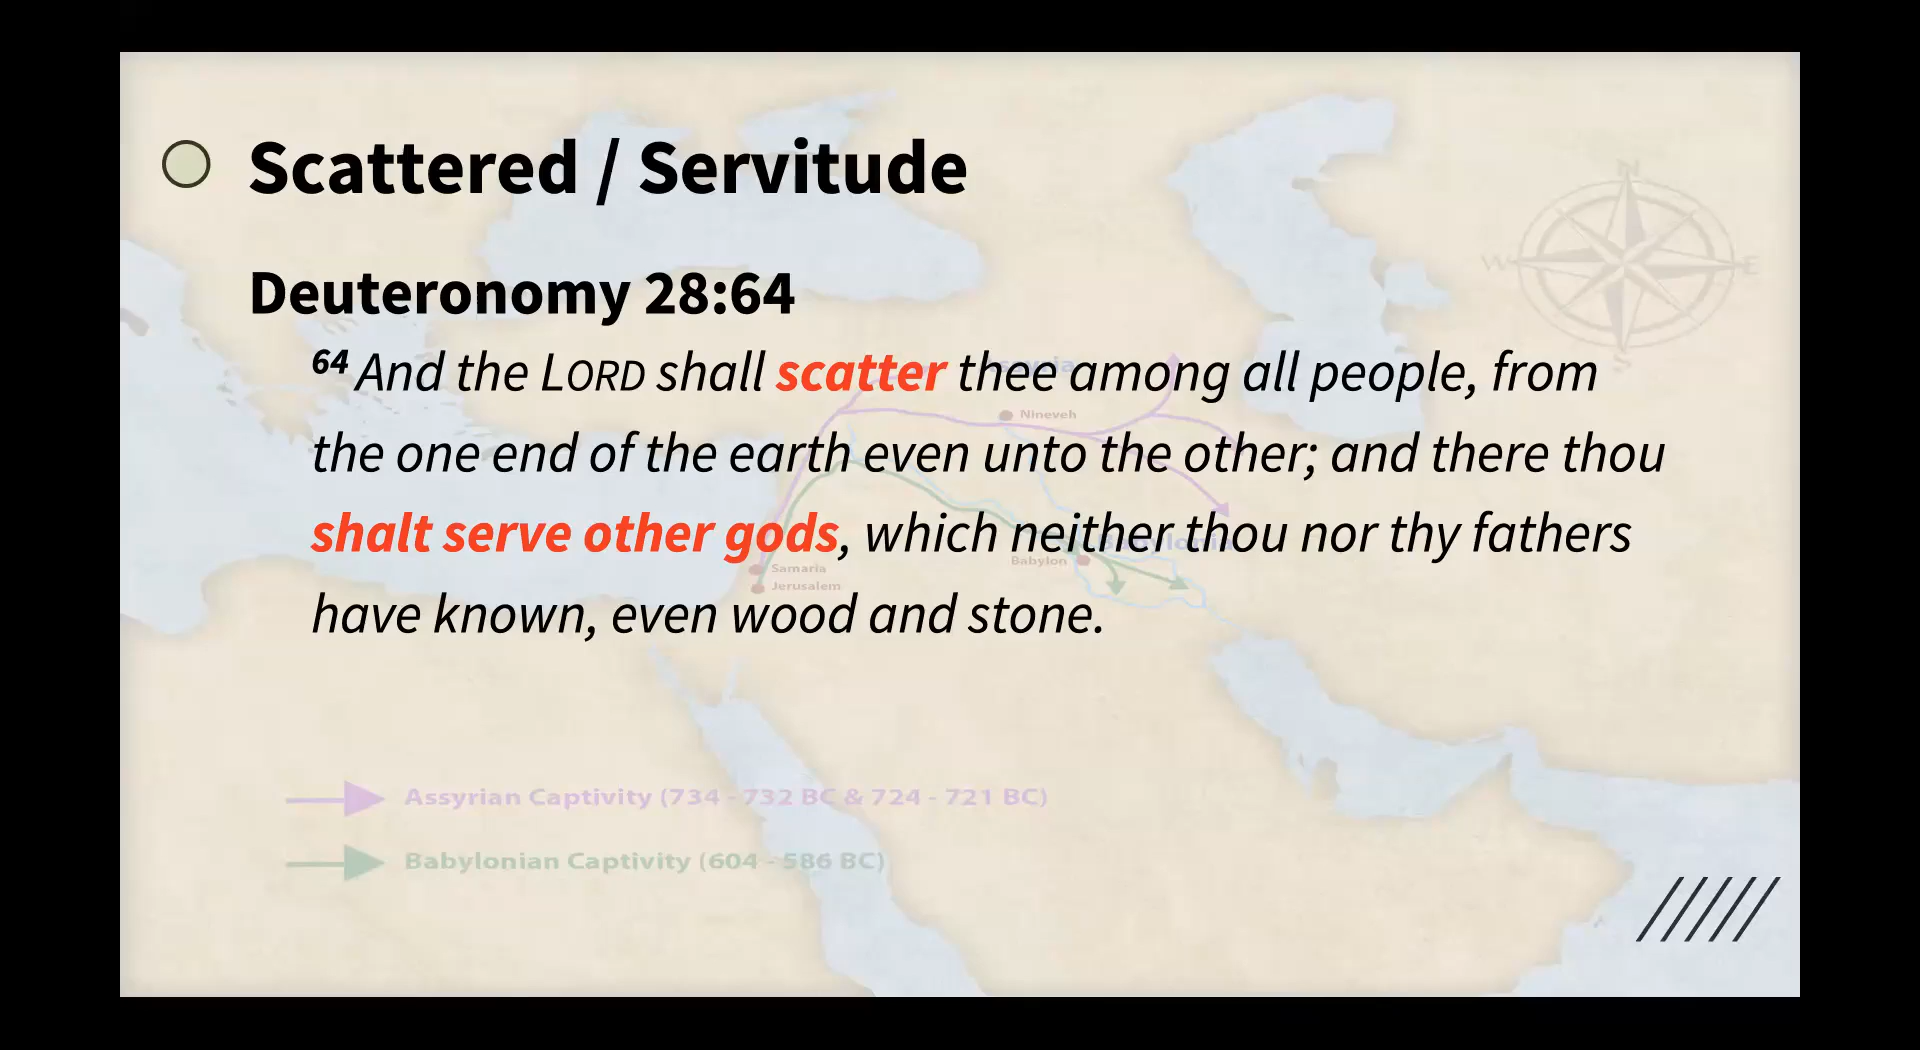 Scattered / Servitude
Deuteronomy 28:64
64 And the LORD shall scatter thee among all people, from
the one end of the earth even unto the other; and there thou
shalt serve other gods, which neither thou nor thy fathers
have known, even wood and stone.
N
W
E
S
Nineveh
Babylonia
Babylon
Samaria
Jerusalem
Assyrian Captivity (734 - 732 BC & 724 - 721 BC)
Babylonian Captivity (604 - 586 BC)